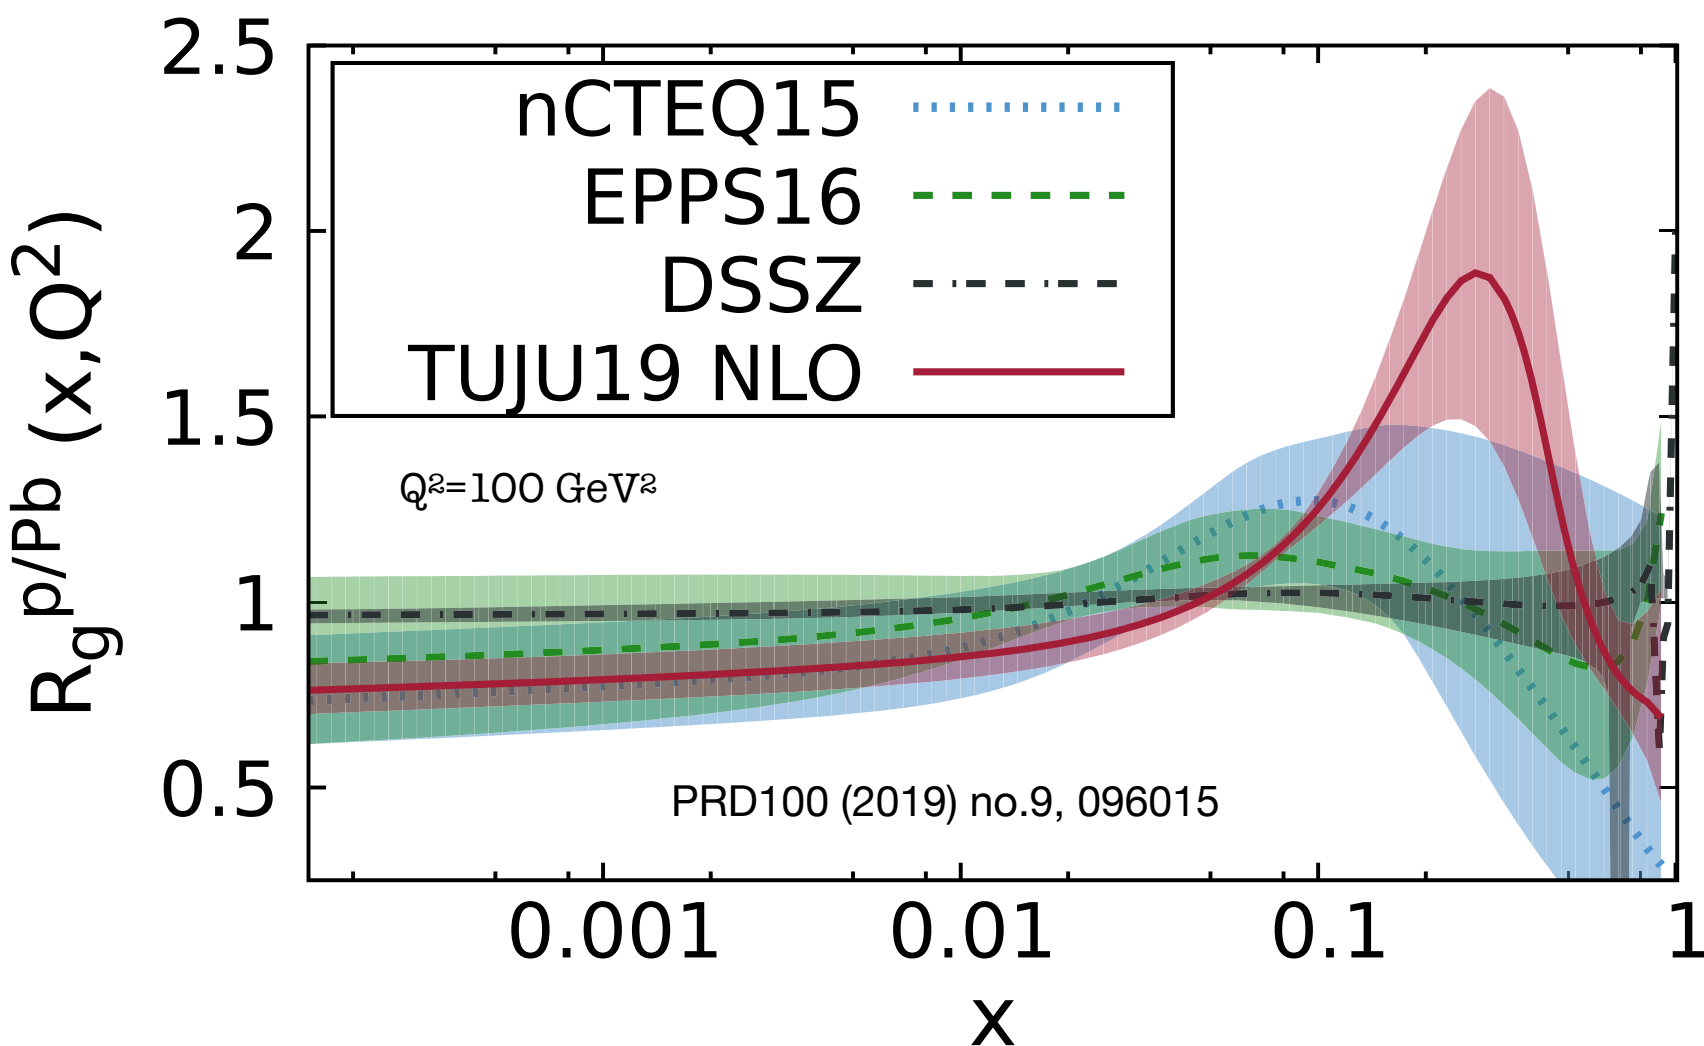 2.5
2
1.5
1
0.5
R_g^{p/Pb} (x,Q²)
nCTEQ15
EPPS16
DSSZ
TUJU19 NLO
Q²=100 GeV²
PRD100 (2019) no.9, 096015
0.001 0.01 0.1 1
x